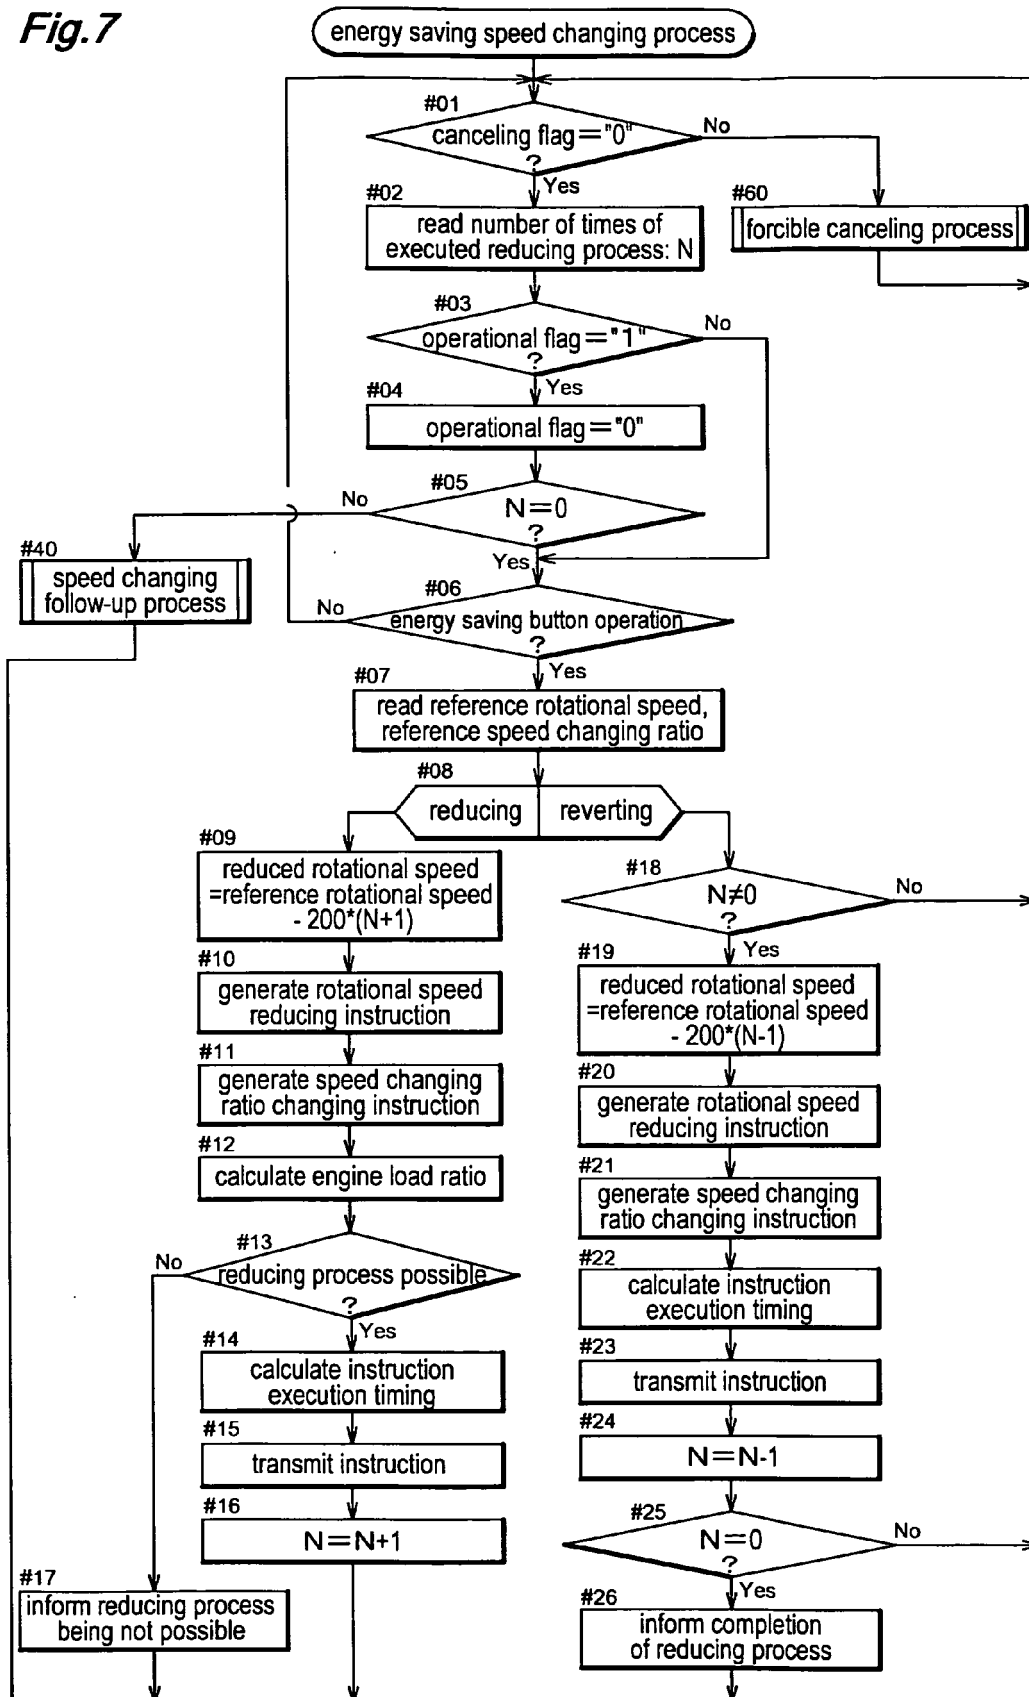 Fig.7
energy saving speed changing process
#01
canceling flag＝"0"
?
No
Yes
#02
read number of times of
executed reducing process: N
#60
forcible canceling process
#03
operational flag＝"1"
?
No
Yes
#04
operational flag＝"0"
#05
N＝0
?
No
Yes
#40
speed changing
follow-up process
#06
energy saving button operation
?
No
Yes
#07
read reference rotational speed,
reference speed changing ratio
#08
reducing
reverting
#09
reduced rotational speed
=reference rotational speed
- 200*(N+1)
#10
generate rotational speed
reducing instruction
#11
generate speed changing
ratio changing instruction
#12
calculate engine load ratio
#13
reducing process possible
?
No
Yes
#14
calculate instruction
execution timing
#15
transmit instruction
#16
N＝N+1
#17
inform reducing process
being not possible
#18
N≠0
?
No
Yes
#19
reduced rotational speed
=reference rotational speed
- 200*(N-1)
#20
generate rotational speed
reducing instruction
#21
generate speed changing
ratio changing instruction
#22
calculate instruction
execution timing
#23
transmit instruction
#24
N＝N-1
#25
N＝0
?
No
Yes
#26
inform completion
of reducing process